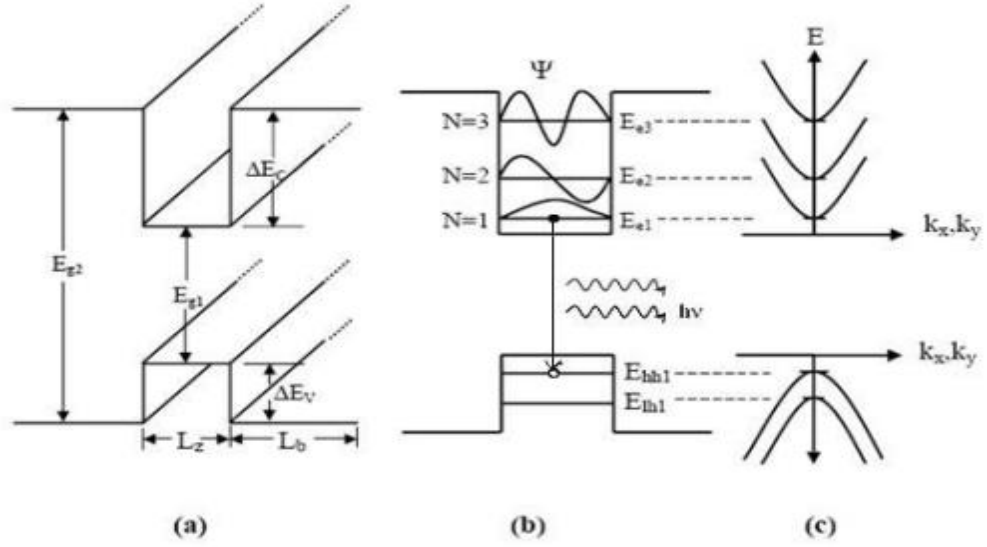 E_g2
E_g1
ΔE_C
ΔE_V
L_z
L_b
(a)
Ψ
N=3
N=2
N=1
E_e3
E_e2
E_e1
hν
E_hh1
E_lh1
(b)
E
k_x,k_y
k_x,k_y
(c)